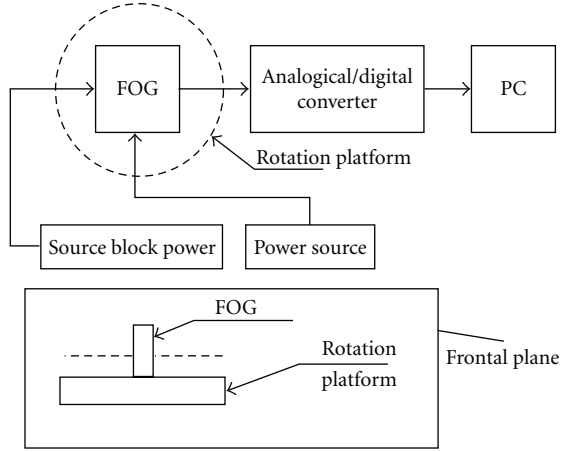 FOG
Analogical/digital
converter
PC
Rotation platform
Source block power
Power source
FOG
Rotation
platform
Frontal plane